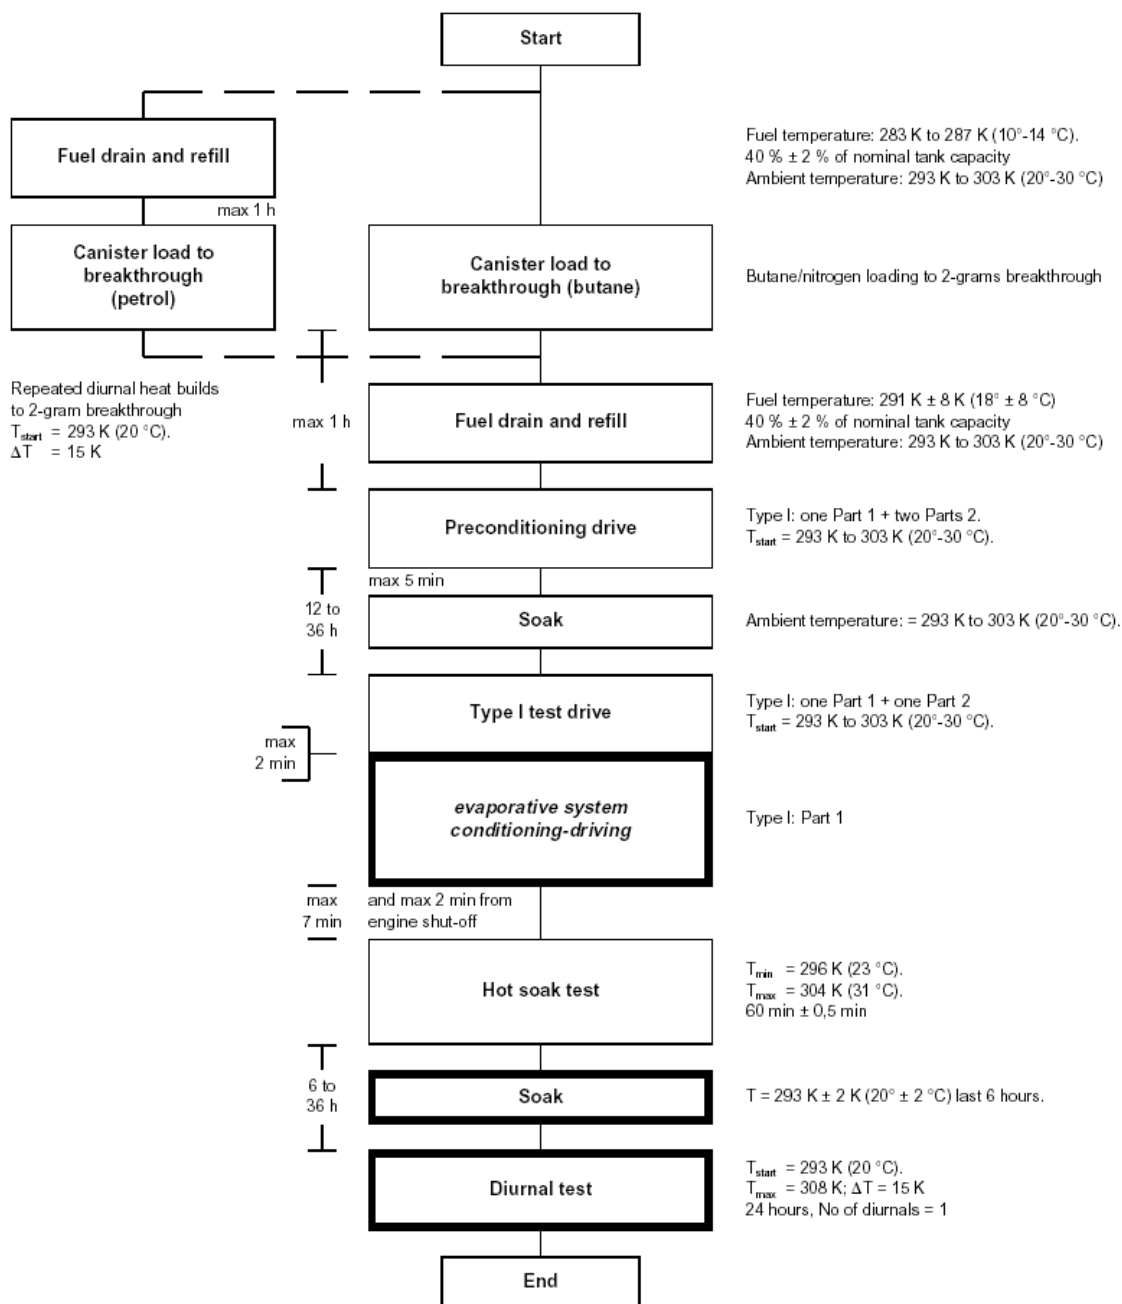 Start
Fuel drain and refill
Fuel temperature: 283 K to 287 K (10°-14 °C).
40 % ± 2 % of nominal tank capacity
Ambient temperature: 293 K to 303 K (20°-30 °C)
max 1 h
Canister load to
breakthrough
(petrol)
Canister load to
breakthrough (butane)
Butane/nitrogen loading to 2-grams breakthrough
Repeated diurnal heat builds
to 2-gram breakthrough
Tstart = 293 K (20 °C).
ΔT = 15 K
max 1 h
Fuel drain and refill
Fuel temperature: 291 K ± 8 K (18° ± 8 °C)
40 % ± 2 % of nominal tank capacity
Ambient temperature: 293 K to 303 K (20°-30 °C)
Preconditioning drive
Type I: one Part 1 + two Parts 2.
Tstart = 293 K to 303 K (20°-30 °C).
max 5 min
12 to
36 h
Soak
Ambient temperature: = 293 K to 303 K (20°-30 °C).
Type I test drive
Type I: one Part 1 + one Part 2
Tstart = 293 K to 303 K (20°-30 °C).
max
2 min
evaporative system
conditioning-driving
Type I: Part 1
max
7 min
and max 2 min from
engine shut-off
Hot soak test
Tmin = 296 K (23 °C).
Tmax = 304 K (31 °C).
60 min ± 0,5 min
6 to
36 h
Soak
T = 293 K ± 2 K (20° ± 2 °C) last 6 hours.
Diurnal test
Tstart = 293 K (20 °C).
Tmax = 308 K; ΔT = 15 K
24 hours, No of diurnals = 1
End